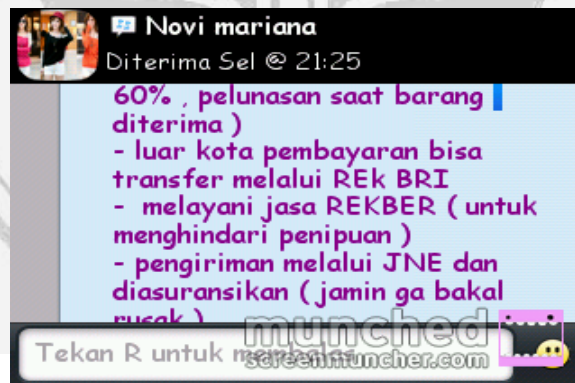 Novi mariana
Diterima Sel @ 21:25
60% , pelunasan saat barang
diterima )
- luar kota pembayaran bisa
transfer melalui REk BRI
- melayani jasa REKBER ( untuk
menghindari penipuan )
- pengiriman melalui JNE dan
diasuransikan ( jamin ga bakal
rusak )
munched
Tekan R untuk
screenmuncher.com